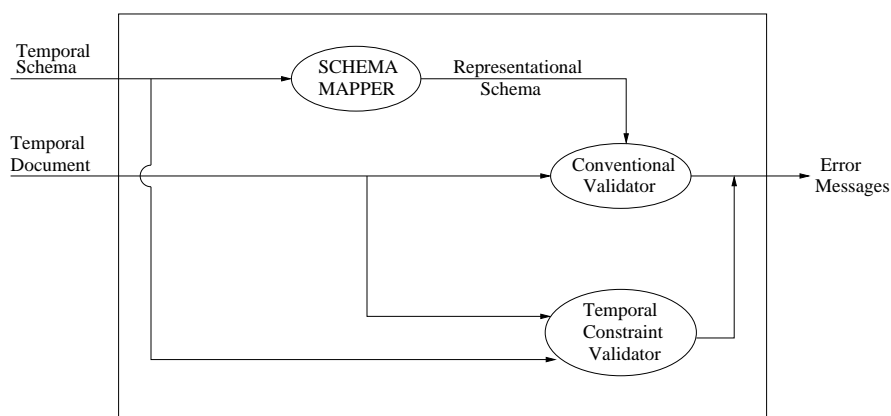 Temporal
Schema
SCHEMA
MAPPER
Representational
Schema
Temporal
Document
Conventional
Validator
Error
Messages
Temporal
Constraint
Validator